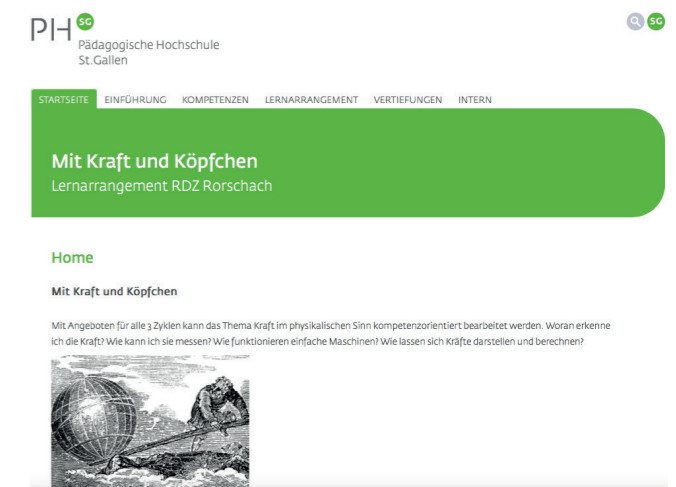 PH SG
Pädagogische Hochschule
St.Gallen
SG
STARTSEITE EINFÜHRUNG KOMPETENZEN LERNARRANGEMENT VERTIEFUNGEN INTERN
Mit Kraft und Köpfchen
Lernarrangement RDZ Rorschach
Home
Mit Kraft und Köpfchen
Mit Angeboten für alle 3 Zyklen kann das Thema Kraft im physikalischen Sinn kompetenzorientiert bearbeitet werden. Woran erkenne
ich die Kraft? Wie kann ich sie messen? Wie funktionieren einfache Maschinen? Wie lassen sich Kräfte darstellen und berechnen?